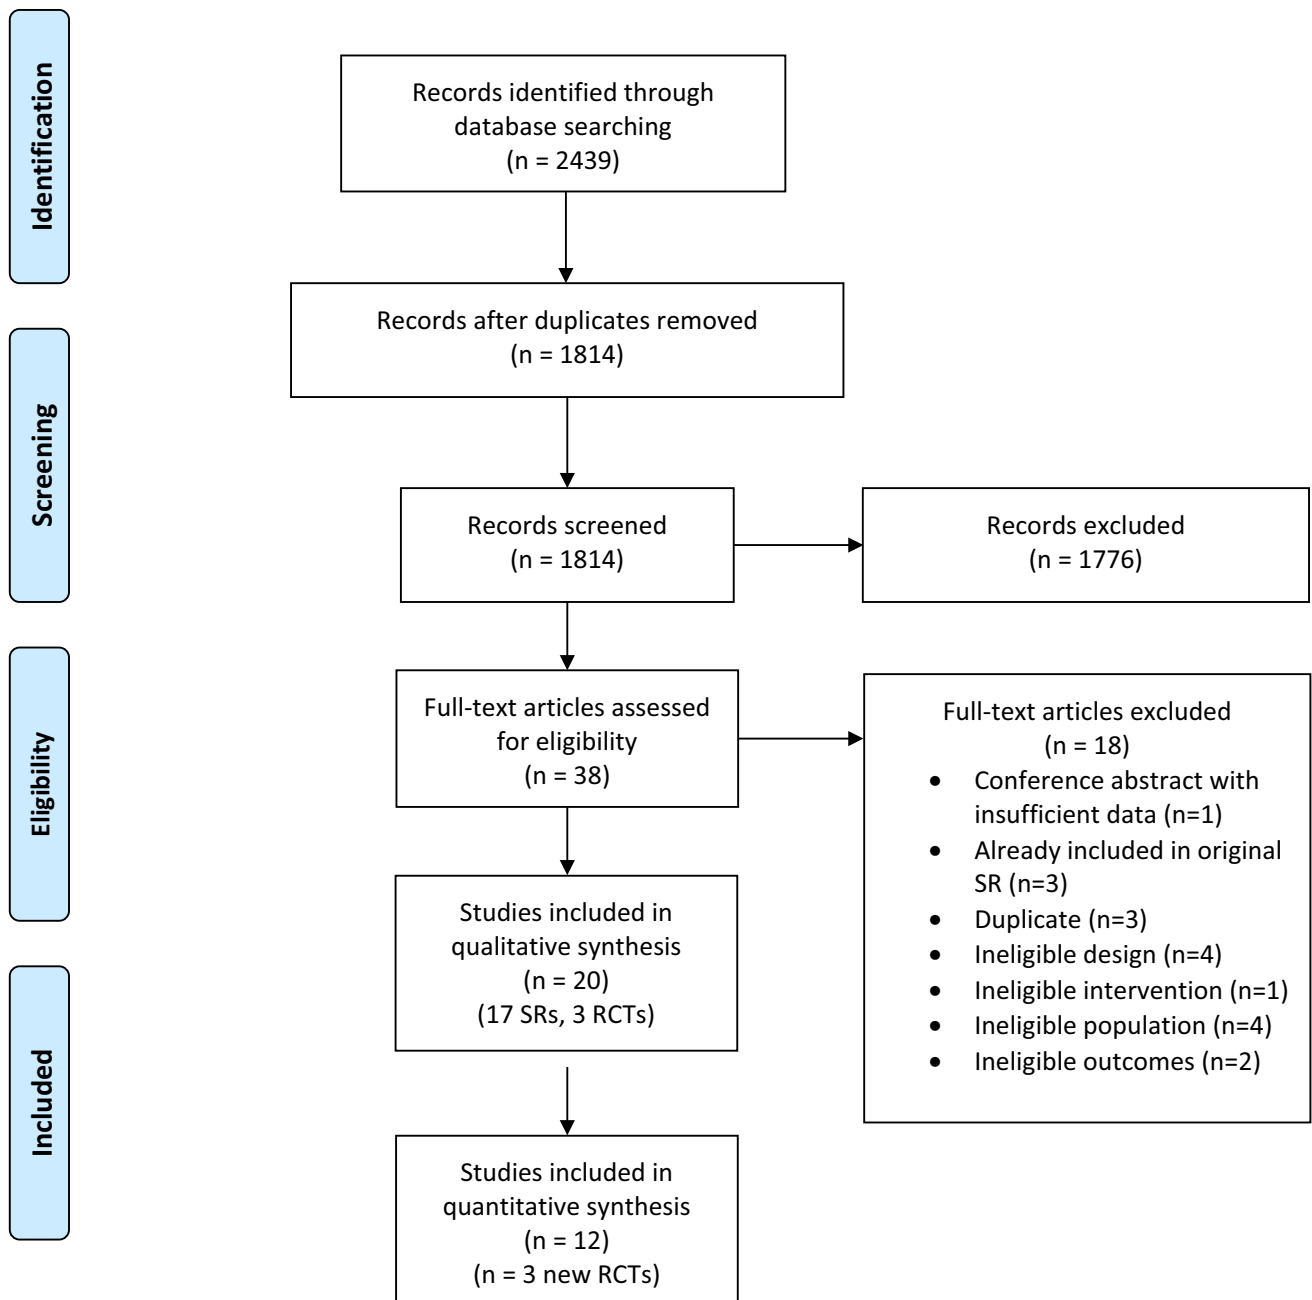 Identification
Records identified through
database searching
(n = 2439)
Records after duplicates removed
(n = 1814)
Screening
Records screened
(n = 1814)
Records excluded
(n = 1776)
Eligibility
Full-text articles assessed
for eligibility
(n = 38)
Full-text articles excluded
(n = 18)
• Conference abstract with
insufficient data (n=1)
• Already included in original
SR (n=3)
• Duplicate (n=3)
• Ineligible design (n=4)
• Ineligible intervention (n=1)
• Ineligible population (n=4)
• Ineligible outcomes (n=2)
Studies included in
qualitative synthesis
(n = 20)
(17 SRs, 3 RCTs)
Included
Studies included in
quantitative synthesis
(n = 12)
(n = 3 new RCTs)